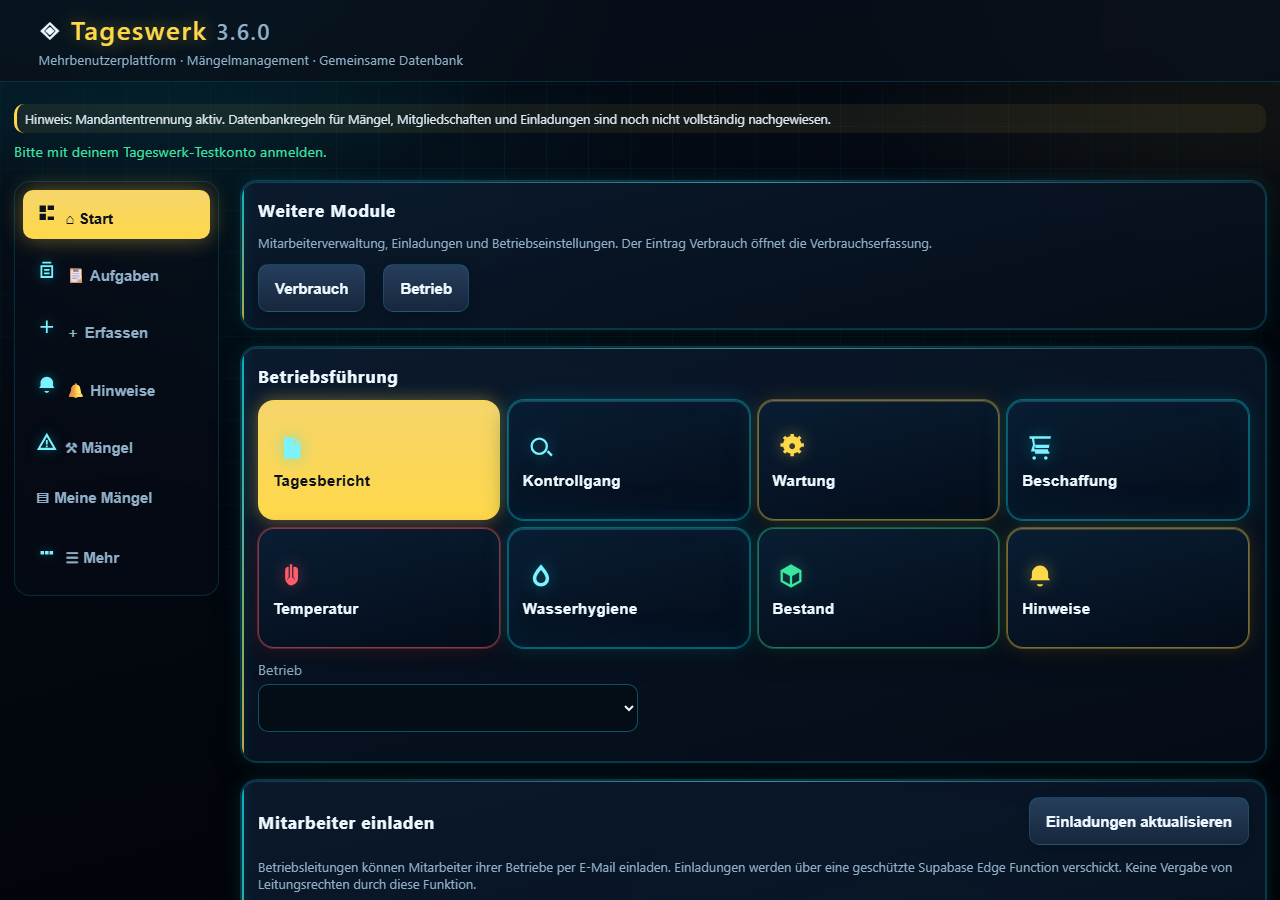 Tageswerk 3.6.0
Mehrbenutzerplattform · Mängelmanagement · Gemeinsame Datenbank
Hinweis: Mandantentrennung aktiv. Datenbankregeln für Mängel, Mitgliedschaften und Einladungen sind noch nicht vollständig nachgewiesen.
Bitte mit deinem Tageswerk-Testkonto anmelden.
⌂ Start
📋 Aufgaben
+ Erfassen
🔔 Hinweise
⚒ Mängel
▤ Meine Mängel
☰ Mehr
Weitere Module
Mitarbeiterverwaltung, Einladungen und Betriebseinstellungen. Der Eintrag Verbrauch öffnet die Verbrauchserfassung.
Verbrauch
Betrieb
Betriebsführung
Tagesbericht
Kontrollgang
Wartung
Beschaffung
Temperatur
Wasserhygiene
Bestand
Hinweise
Betrieb
Mitarbeiter einladen
Einladungen aktualisieren
Betriebsleitungen können Mitarbeiter ihrer Betriebe per E-Mail einladen. Einladungen werden über eine geschützte Supabase Edge Function verschickt. Keine Vergabe von
Leitungsrechten durch diese Funktion.